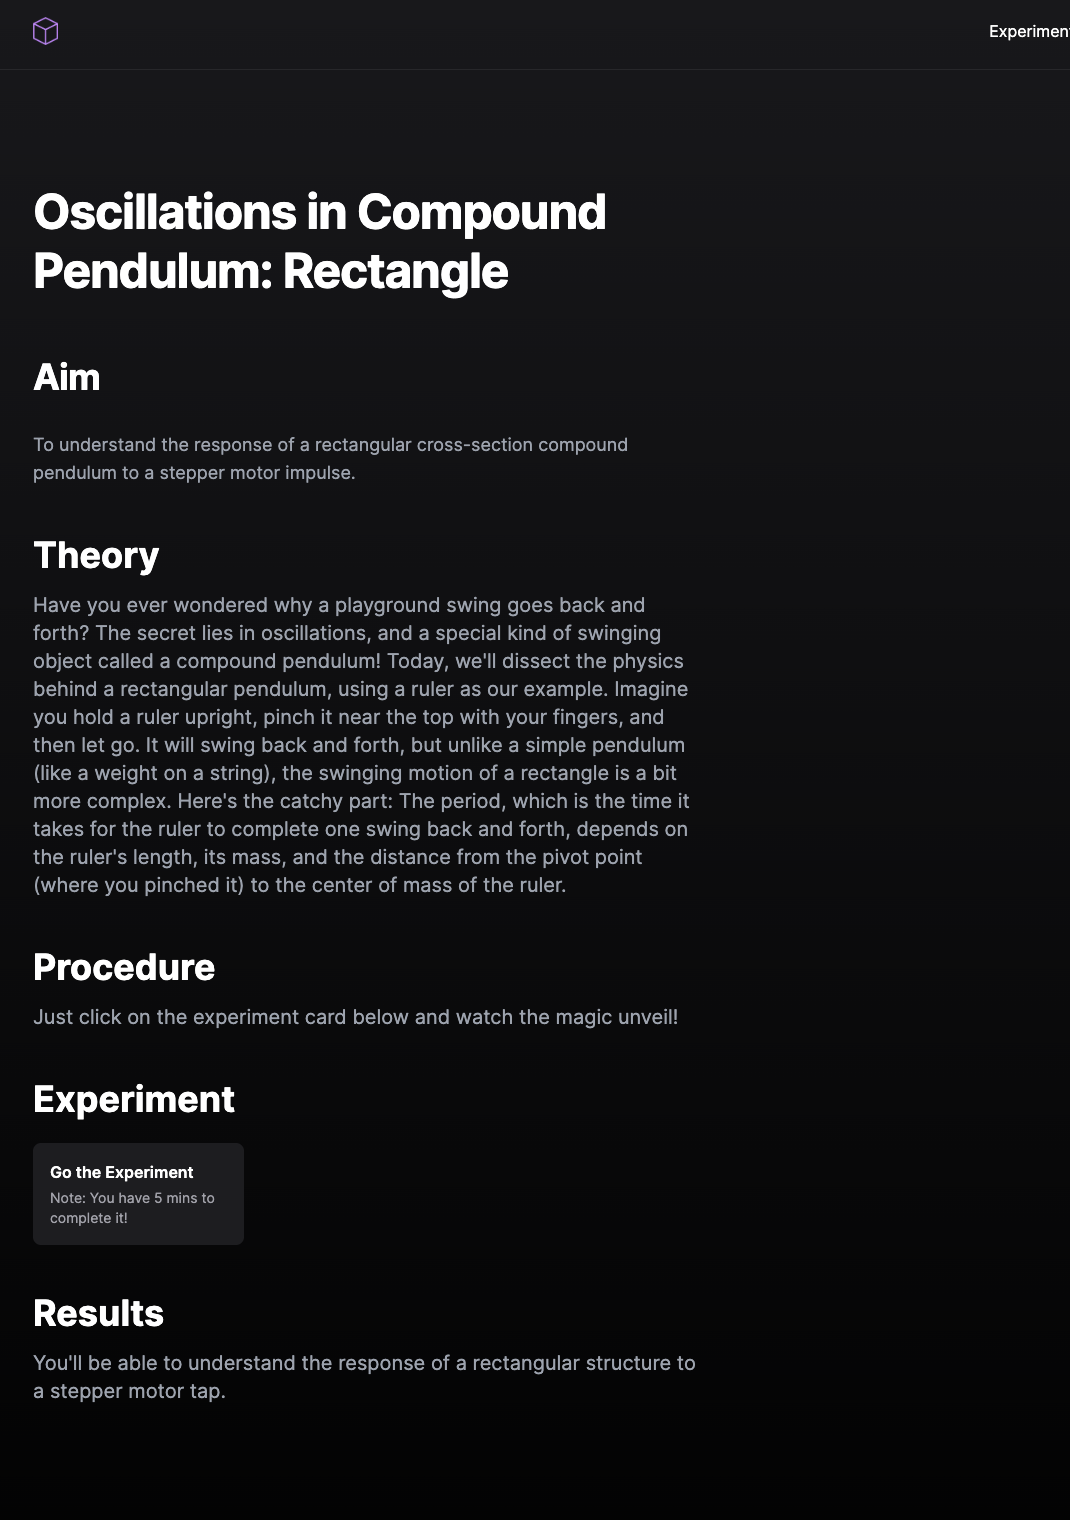 Experiment
Oscillations in Compound
Pendulum: Rectangle
Aim
To understand the response of a rectangular cross-section compound
pendulum to a stepper motor impulse.
Theory
Have you ever wondered why a playground swing goes back and
forth? The secret lies in oscillations, and a special kind of swinging
object called a compound pendulum! Today, we'll dissect the physics
behind a rectangular pendulum, using a ruler as our example. Imagine
you hold a ruler upright, pinch it near the top with your fingers, and
then let go. It will swing back and forth, but unlike a simple pendulum
(like a weight on a string), the swinging motion of a rectangle is a bit
more complex. Here's the catchy part: The period, which is the time it
takes for the ruler to complete one swing back and forth, depends on
the ruler's length, its mass, and the distance from the pivot point
(where you pinched it) to the center of mass of the ruler.
Procedure
Just click on the experiment card below and watch the magic unveil!
Experiment
Go the Experiment
Note: You have 5 mins to
complete it!
Results
You'll be able to understand the response of a rectangular structure to
a stepper motor tap.